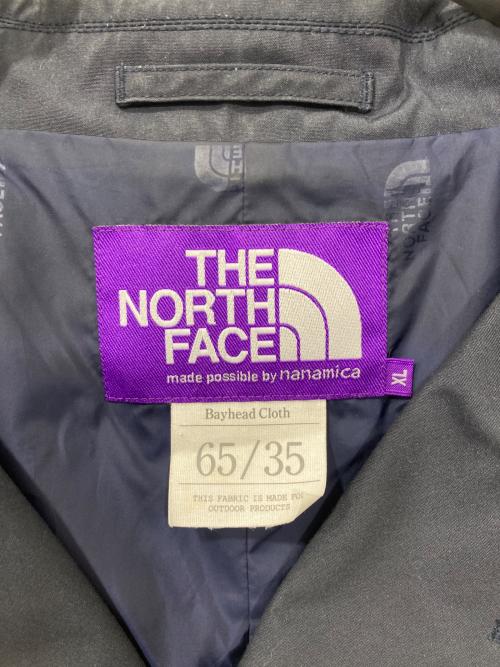 THE
NORTH
FACE
made possible by nanamica
XL
Bayhead Cloth
65/35
THIS FABRIC IS MADE FOR
OUTDOOR PRODUCTS